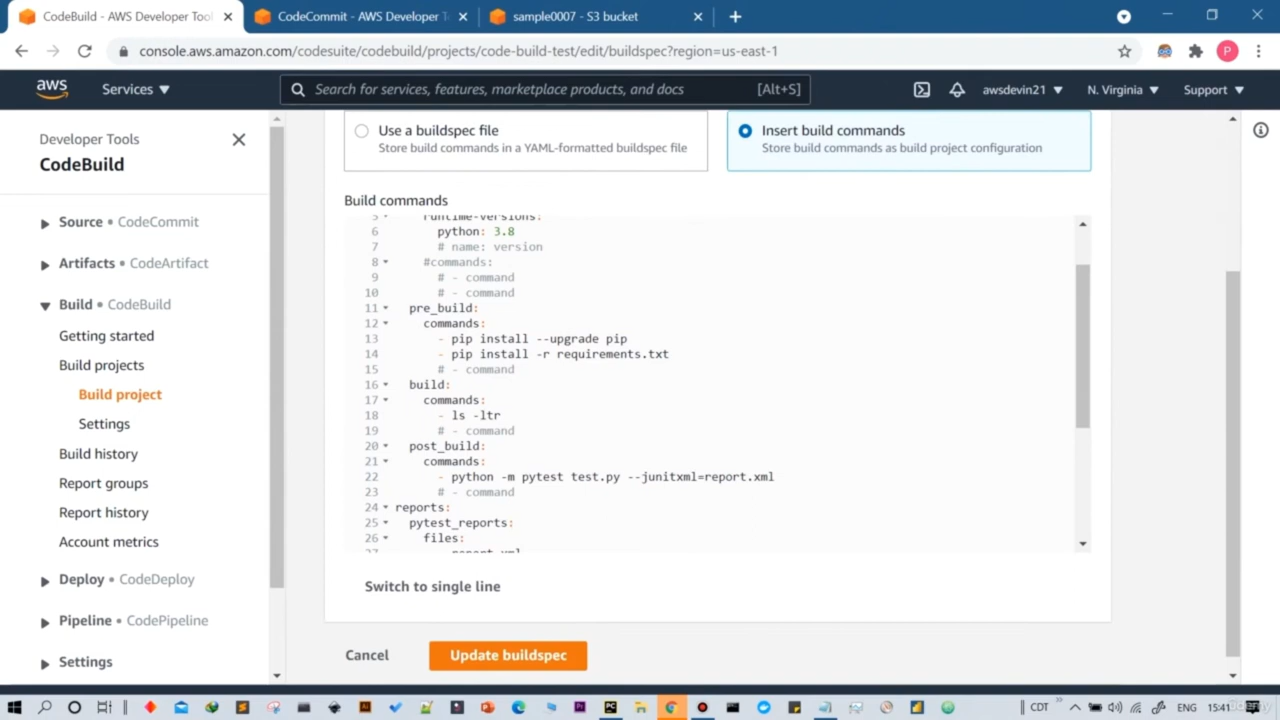 CodeBuild - AWS Developer Tool
CodeCommit - AWS Developer T
sample0007 - S3 bucket
console.aws.amazon.com/codesuite/codebuild/projects/code-build-test/edit/buildspec?region=us-east-1
P
aws
Services
Search for services, features, marketplace products, and docs
[Alt+S]
awsdevin21
N. Virginia
Support
Developer Tools
CodeBuild
Source • CodeCommit
Artifacts • CodeArtifact
Build • CodeBuild
Getting started
Build projects
Build project
Settings
Build history
Report groups
Report history
Account metrics
Deploy • CodeDeploy
Pipeline • CodePipeline
Settings
Use a buildspec file
Store build commands in a YAML-formatted buildspec file
Insert build commands
Store build commands as build project configuration
Build commands
5 runtime-versions:
6 python: 3.8
7 # name: version
8 #commands:
9 # - command
10 # - command
11 pre_build:
12 commands:
13 - pip install --upgrade pip
14 - pip install -r requirements.txt
15 # - command
16 build:
17 commands:
18 - ls -ltr
19 # - command
20 post_build:
21 commands:
22 - python -m pytest test.py --junitxml=report.xml
23 # - command
24 reports:
25 pytest_reports:
26 files:
27 - report.xml
Switch to single line
Cancel
Update buildspec
CDT
ENG
15:41